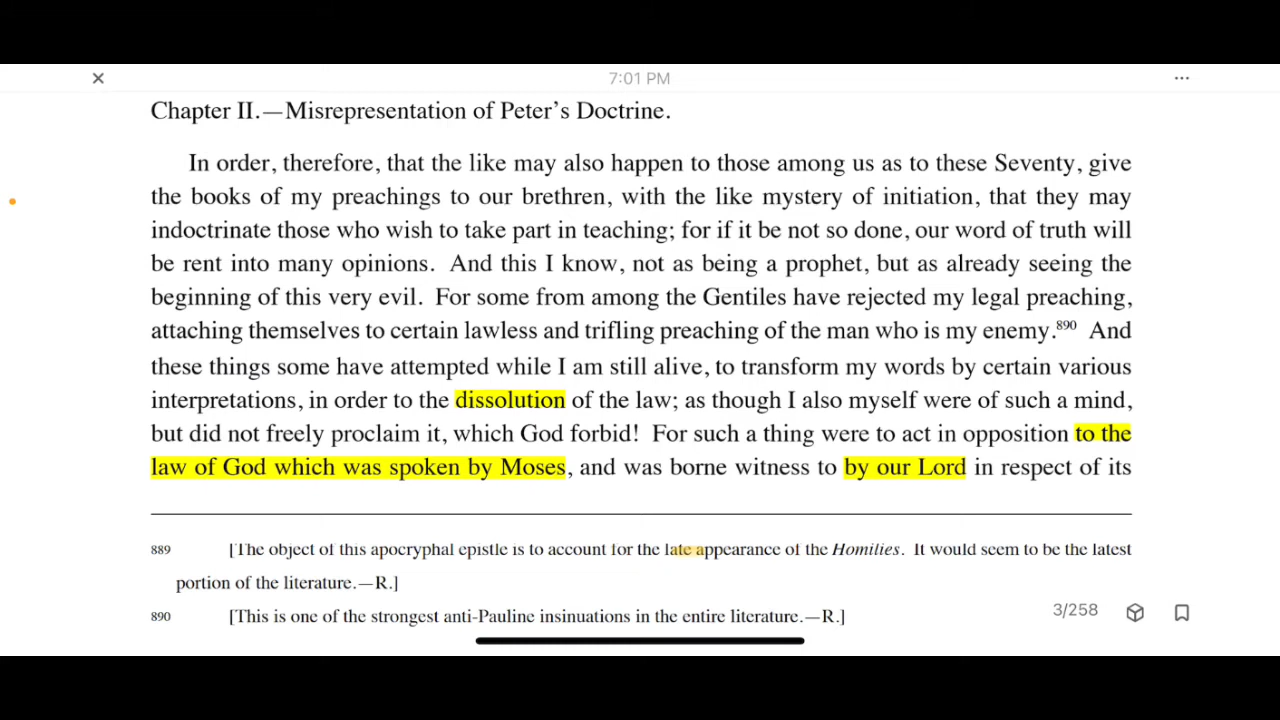 7:01 PM
Chapter II.—Misrepresentation of Peter’s Doctrine.
In order, therefore, that the like may also happen to those among us as to these Seventy, give
the books of my preachings to our brethren, with the like mystery of initiation, that they may
indoctrinate those who wish to take part in teaching; for if it be not so done, our word of truth will
be rent into many opinions. And this I know, not as being a prophet, but as already seeing the
beginning of this very evil. For some from among the Gentiles have rejected my legal preaching,
attaching themselves to certain lawless and trifling preaching of the man who is my enemy.890 And
these things some have attempted while I am still alive, to transform my words by certain various
interpretations, in order to the dissolution of the law; as though I also myself were of such a mind,
but did not freely proclaim it, which God forbid! For such a thing were to act in opposition to the
law of God which was spoken by Moses, and was borne witness to by our Lord in respect of its
889 [The object of this apocryphal epistle is to account for the late appearance of the Homilies. It would seem to be the latest
portion of the literature.—R.]
890 [This is one of the strongest anti-Pauline insinuations in the entire literature.—R.]
3/258